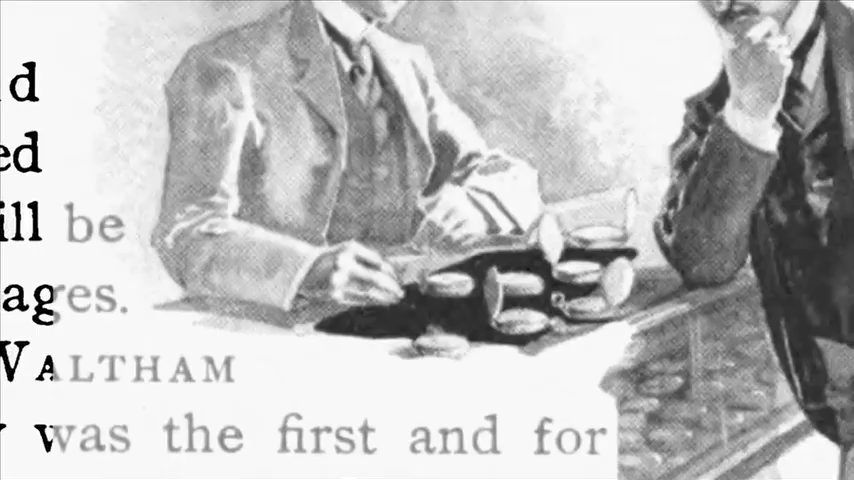 d
ed
ill be
ages.
WALTHAM
was the first and for